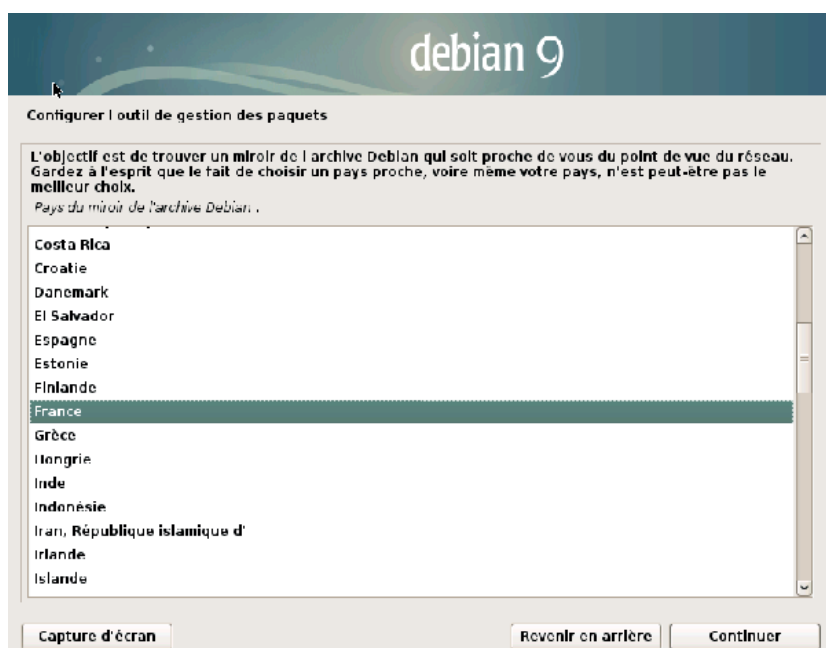 debian 9
Configurer l outil de gestion des paquets
L'objectif est de trouver un miroir de l archive Debian qui soit proche de vous du point de vue du réseau.
Gardez à l'esprit que le fait de choisir un pays proche, voire même votre pays, n'est peut-être pas le
meilleur choix.
Pays du miroir de l'archive Debian :
Costa Rica
Croatie
Danemark
El Salvador
Espagne
Estonie
Finlande
France
Grèce
Hongrie
Inde
Indonésie
Iran, République islamique d'
Irlande
Islande
Capture d'écran
Revenir en arrière
Continuer